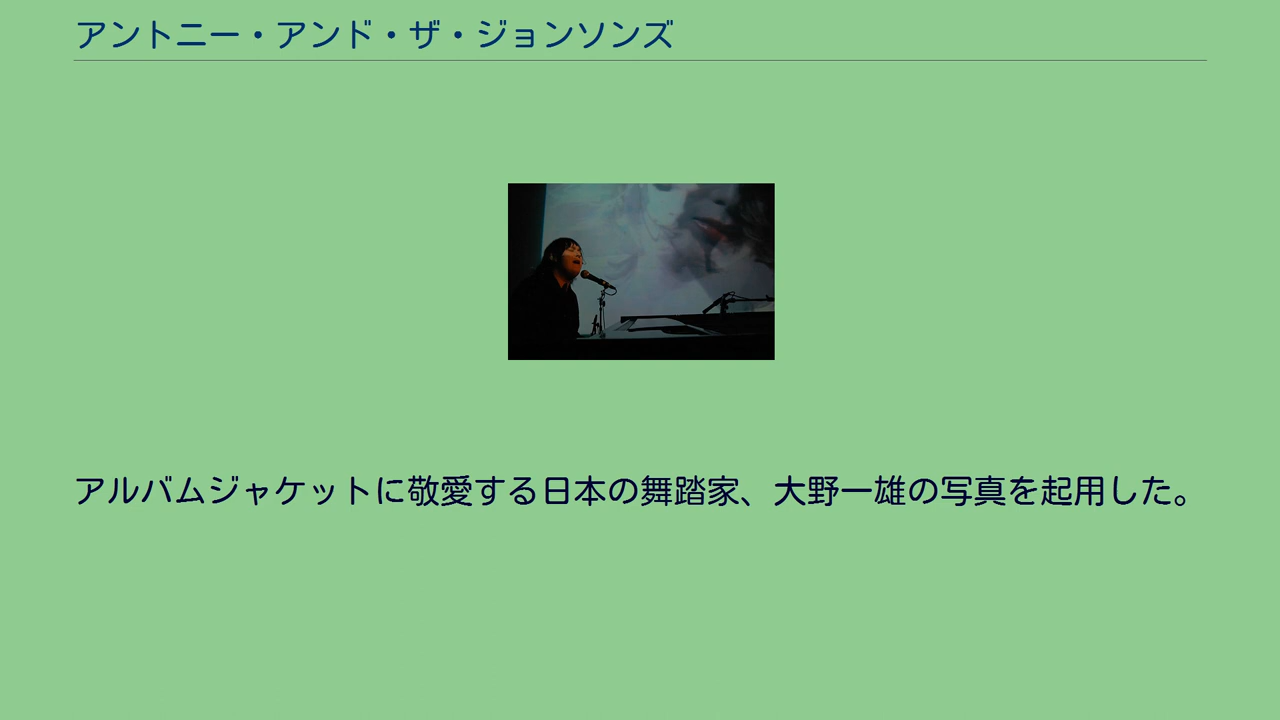 アントニー・アンド・ザ・ジョンソンズ
アルバムジャケットに敬愛する日本の舞踏家、大野一雄の写真を起用した。